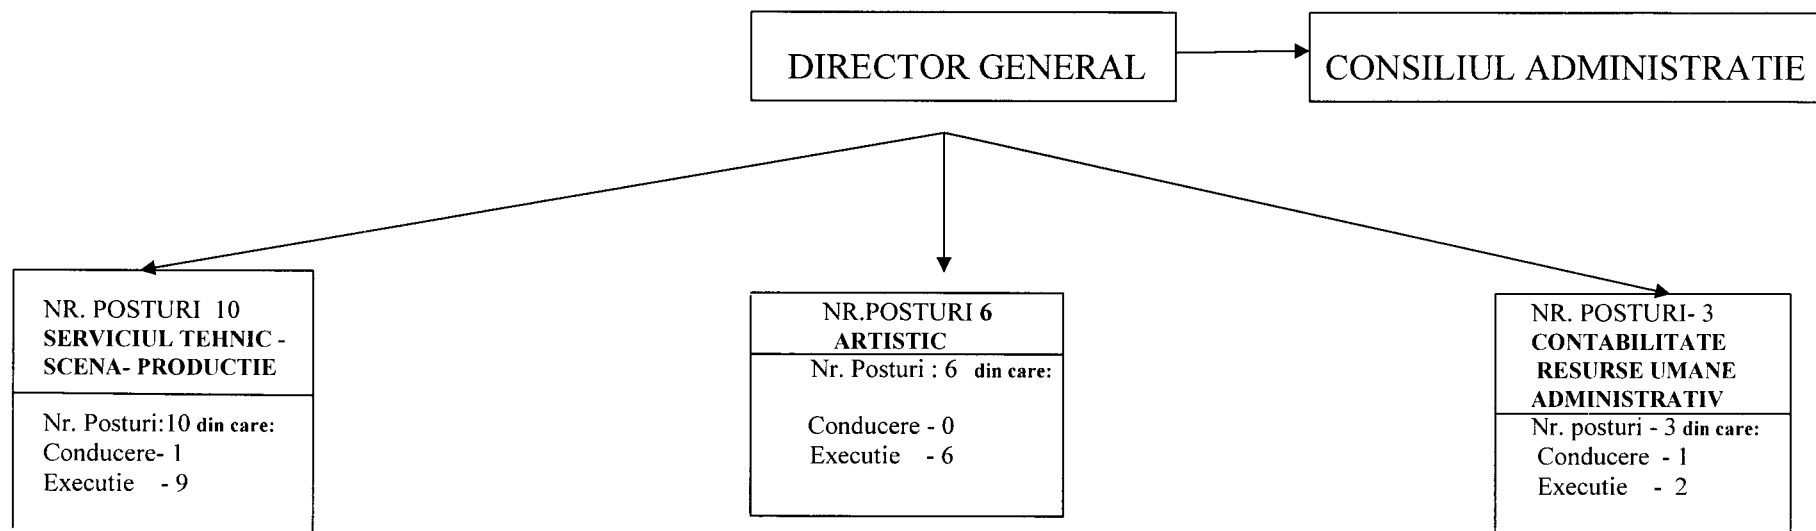 DIRECTOR GENERAL
CONSILIUL ADMINISTRATIE
NR. POSTURI 10
SERVICIUL TEHNIC -
SCENA- PRODUCTIE
Nr. Posturi:10 din care:
Conducere- 1
Executie - 9
NR.POSTURI 6
ARTISTIC
Nr. Posturi : 6 din care:
Conducere - 0
Executie - 6
NR. POSTURI- 3
CONTABILITATE
RESURSE UMANE
ADMINISTRATIV
Nr. posturi - 3 din care:
Conducere - 1
Executie - 2